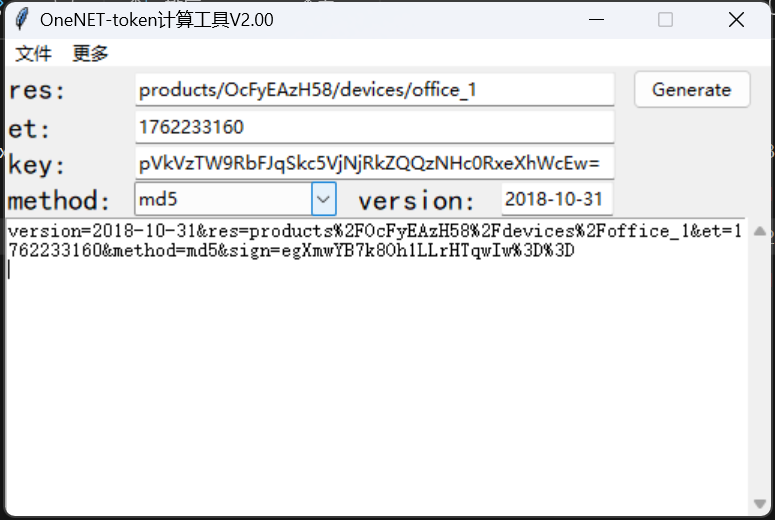 OneNET-token计算工具V2.00
文件 更多
res: products/OcFyEAzH58/devices/office_1 Generate
et: 1762233160
key: pVkVzTW9RbFJqSkc5VjNjRkZQQzNHc0RxeXhWcEw=
method: md5 version: 2018-10-31
version=2018-10-31&res=products%2FOcFyEAzH58%2Fdevices%2Foffice_1&et=1
762233160&method=md5&sign=egXmwYB7k8Oh1LLrHTqwIw%3D%3D